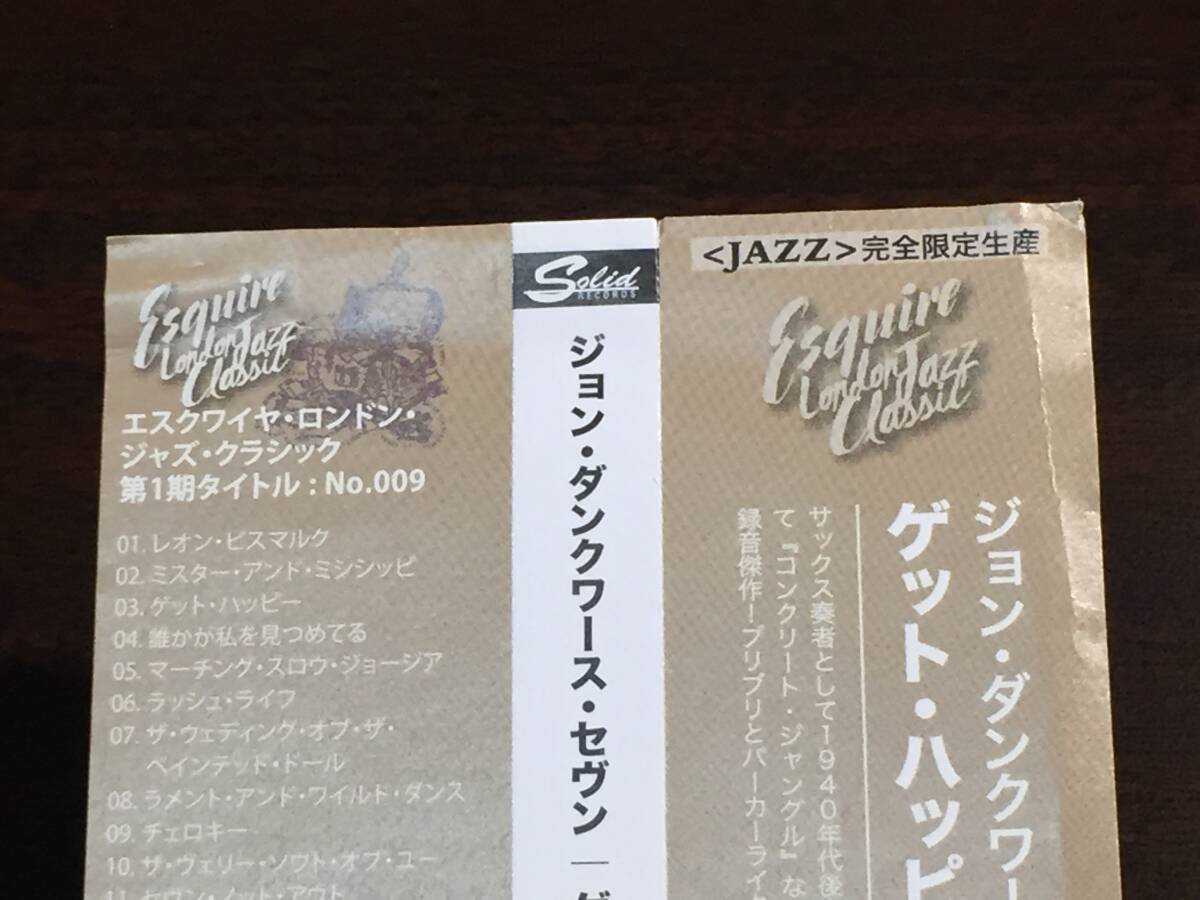 Esquire
London Jazz
Classic
エスクワイヤ・ロンドン・
ジャズ・クラシック
第1期タイトル : No.009
01. レオン・ビスマルク
02. ミスター・アンド・ミシシッピ
03. ゲット・ハッピー
04. 誰かが私を見つめてる
05. マーチング・スロウ・ジョージア
06. ラッシュ・ライフ
07. ザ・ウェディング・オブ・ザ・
ペインテッド・ドール
08. ラメント・アンド・ワイルド・ダンス
09. チェロキー
10. ザ・ヴェリー・ソウト・オブ・ユー
11. セヴン・ノット・アウト
Solid
RECORDS
ジョン・ダンクワース・セヴン｜ゲ
<JAZZ>完全限定生産
Esquire
London Jazz
Classic
ジョン・ダンクワー
ゲット・ハッピ
サックス奏者として1940年代後
て『コンクリート・ジャングル』な
録音傑作!ブリブリとパーカーライク